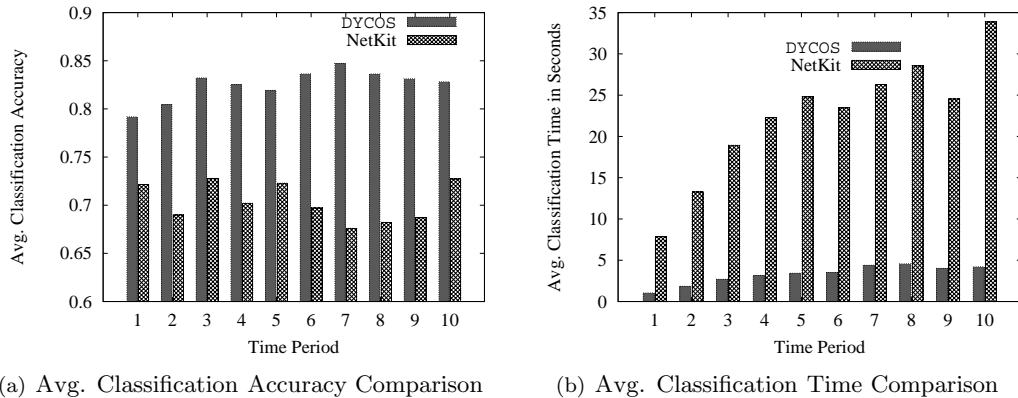 0.9
0.85
0.8
0.75
0.7
0.65
0.6
Avg. Classification Accuracy
DYCOS
NetKit
1 2 3 4 5 6 7 8 9 10
Time Period
(a) Avg. Classification Accuracy Comparison
35
30
25
20
15
10
5
0
Avg. Classification Time in Seconds
DYCOS
NetKit
1 2 3 4 5 6 7 8 9 10
Time Period
(b) Avg. Classification Time Comparison